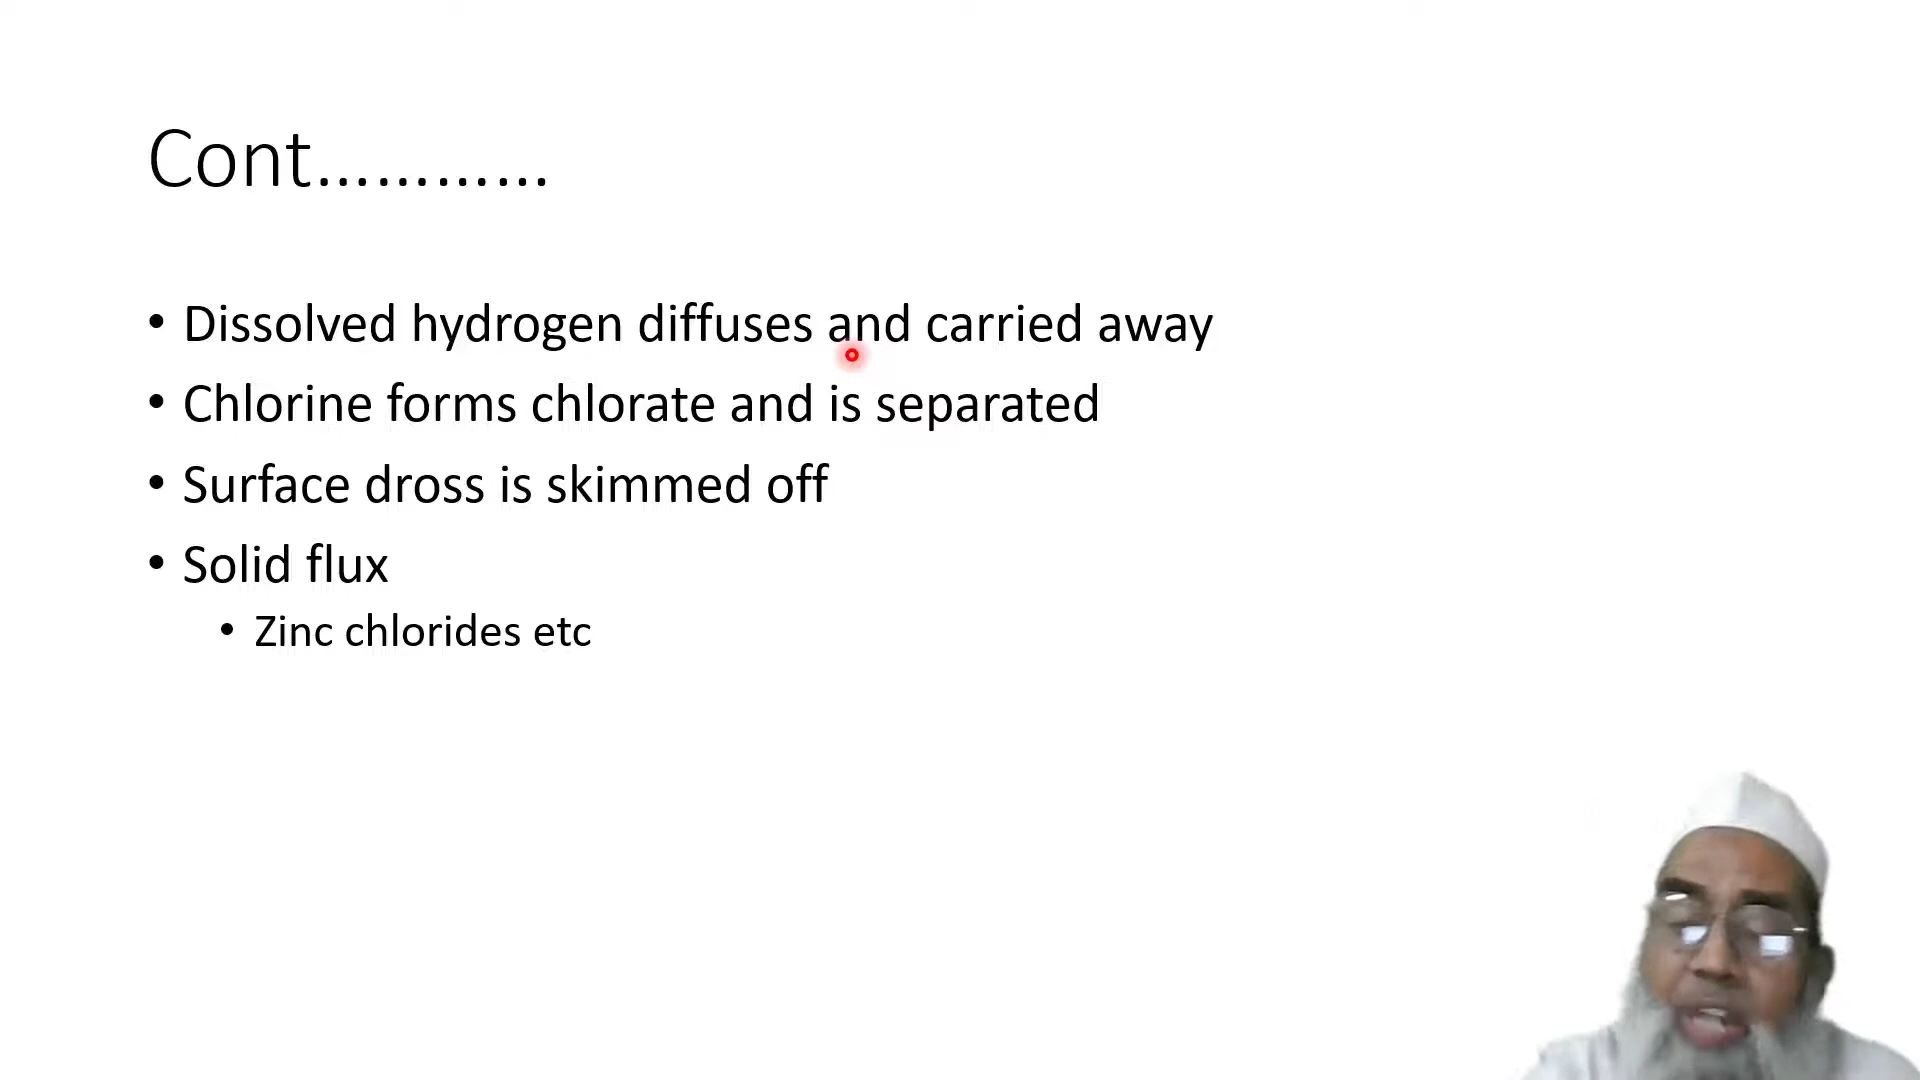 Cont…………
• Dissolved hydrogen diffuses and carried away
• Chlorine forms chlorate and is separated
• Surface dross is skimmed off
• Solid flux
• Zinc chlorides etc